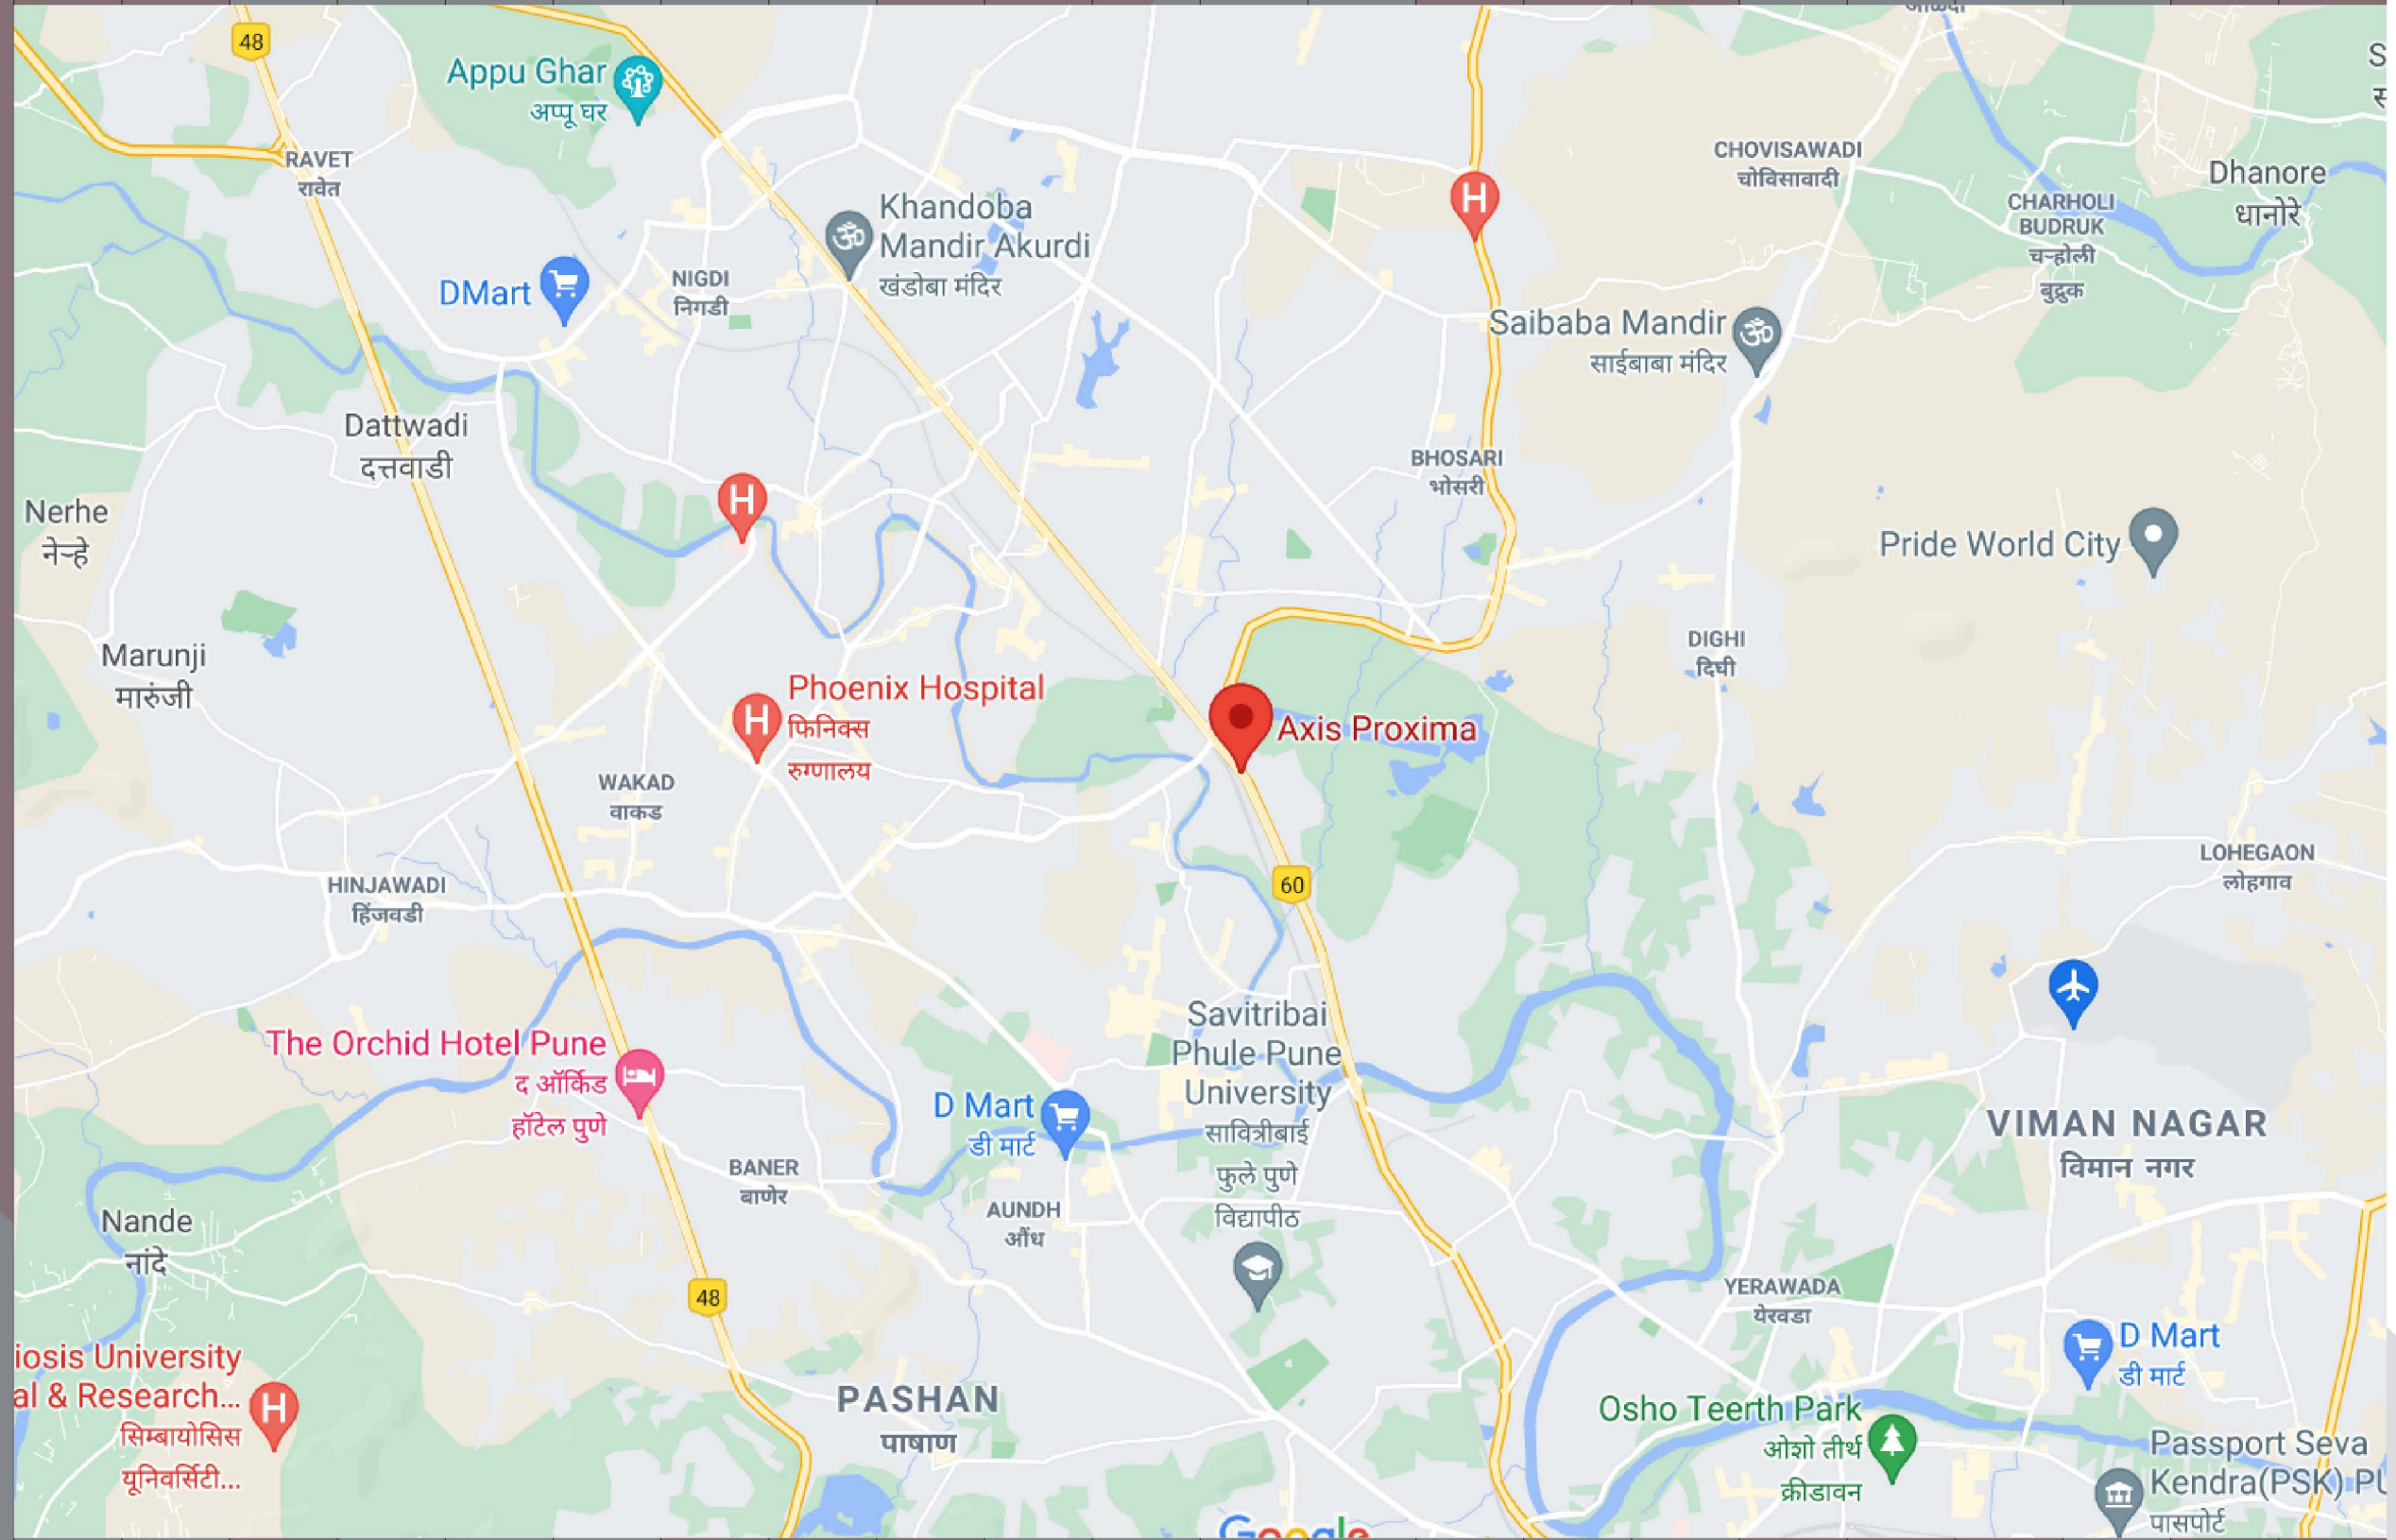 48
Appu Ghar
अप्पू घर
RAVET
रावेत
CHOVISAWADI
चोविसावादी
Dhanore
धानोरे
CHARHOLI
BUDRUK
चऱ्होली
बुद्रुक
Khandoba
Mandir Akurdi
खंडोबा मंदिर
NIGDI
निगडी
DMart
Saibaba Mandir
साईबाबा मंदिर
Dattwadi
दत्तवाडी
BHOSARI
भोसरी
Nerhe
नेऱ्हे
Pride World City
DIGHI
दिघी
Marunji
मारुंजी
Phoenix Hospital
फिनिक्स
रुग्णालय
Axis Proxima
WAKAD
वाकड
LOHEGAON
लोहगाव
HINJAWADI
हिंजवडी
60
Savitribai
Phule Pune
University
सावित्रीबाई
फुले पुणे
विद्यापीठ
The Orchid Hotel Pune
द ऑर्किड
हॉटेल पुणे
D Mart
डी मार्ट
VIMAN NAGAR
विमान नगर
BANER
बाणेर
AUNDH
औंध
Nande
नांदे
YERAWADA
येरवडा
48
D Mart
डी मार्ट
iosis University
al & Research...
सिम्बायोसिस
यूनिवर्सिटी...
PASHAN
पाषाण
Osho Teerth Park
ओशो तीर्थ
क्रीडावन
Passport Seva
Kendra(PSK) PU
पासपोर्ट
Google